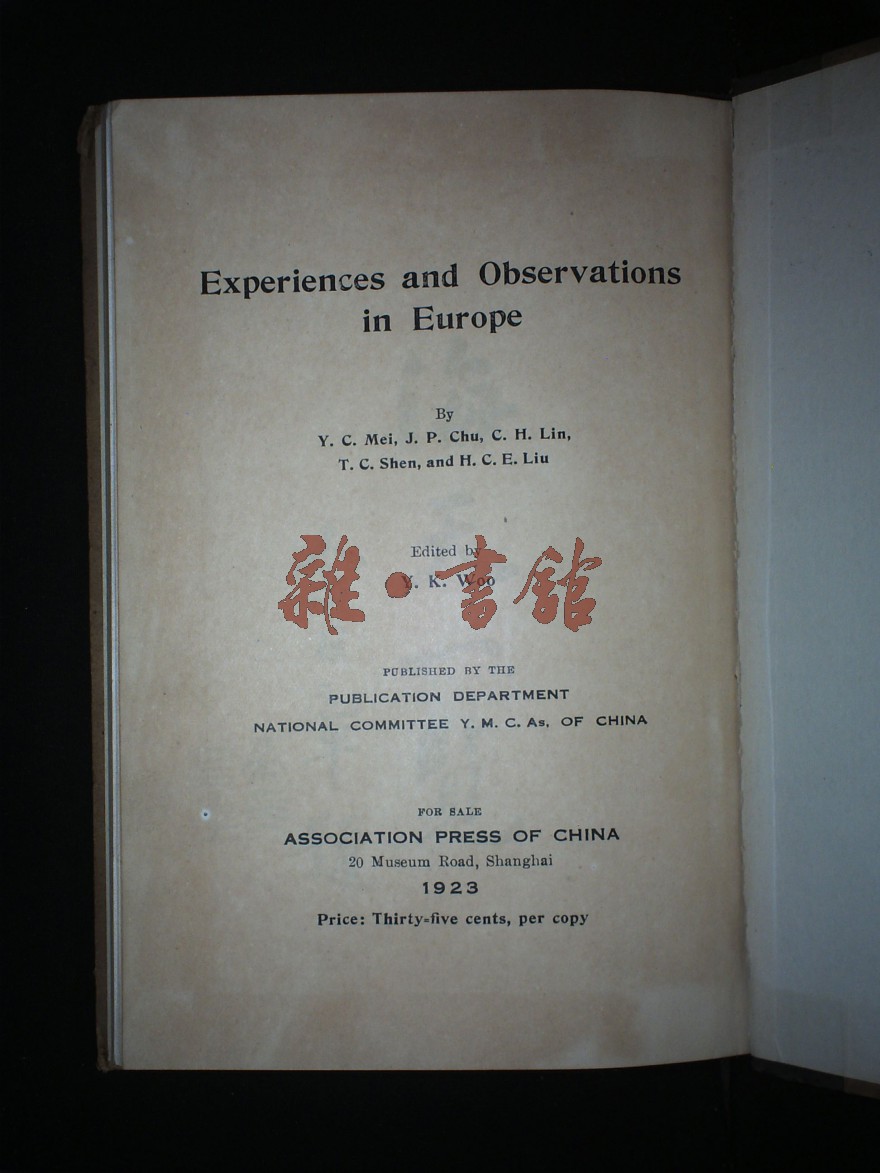 Experiences and Observations
in Europe
By
Y. C. Mei, J. P. Chu, C. H. Lin,
T. C. Shen, and H. C. E. Liu
Edited by
Y. K. Woo
雜•書館
PUBLISHED BY THE
PUBLICATION DEPARTMENT
NATIONAL COMMITTEE Y. M. C. As. OF CHINA
FOR SALE
ASSOCIATION PRESS OF CHINA
20 Museum Road, Shanghai
1923
Price: Thirty-five cents, per copy